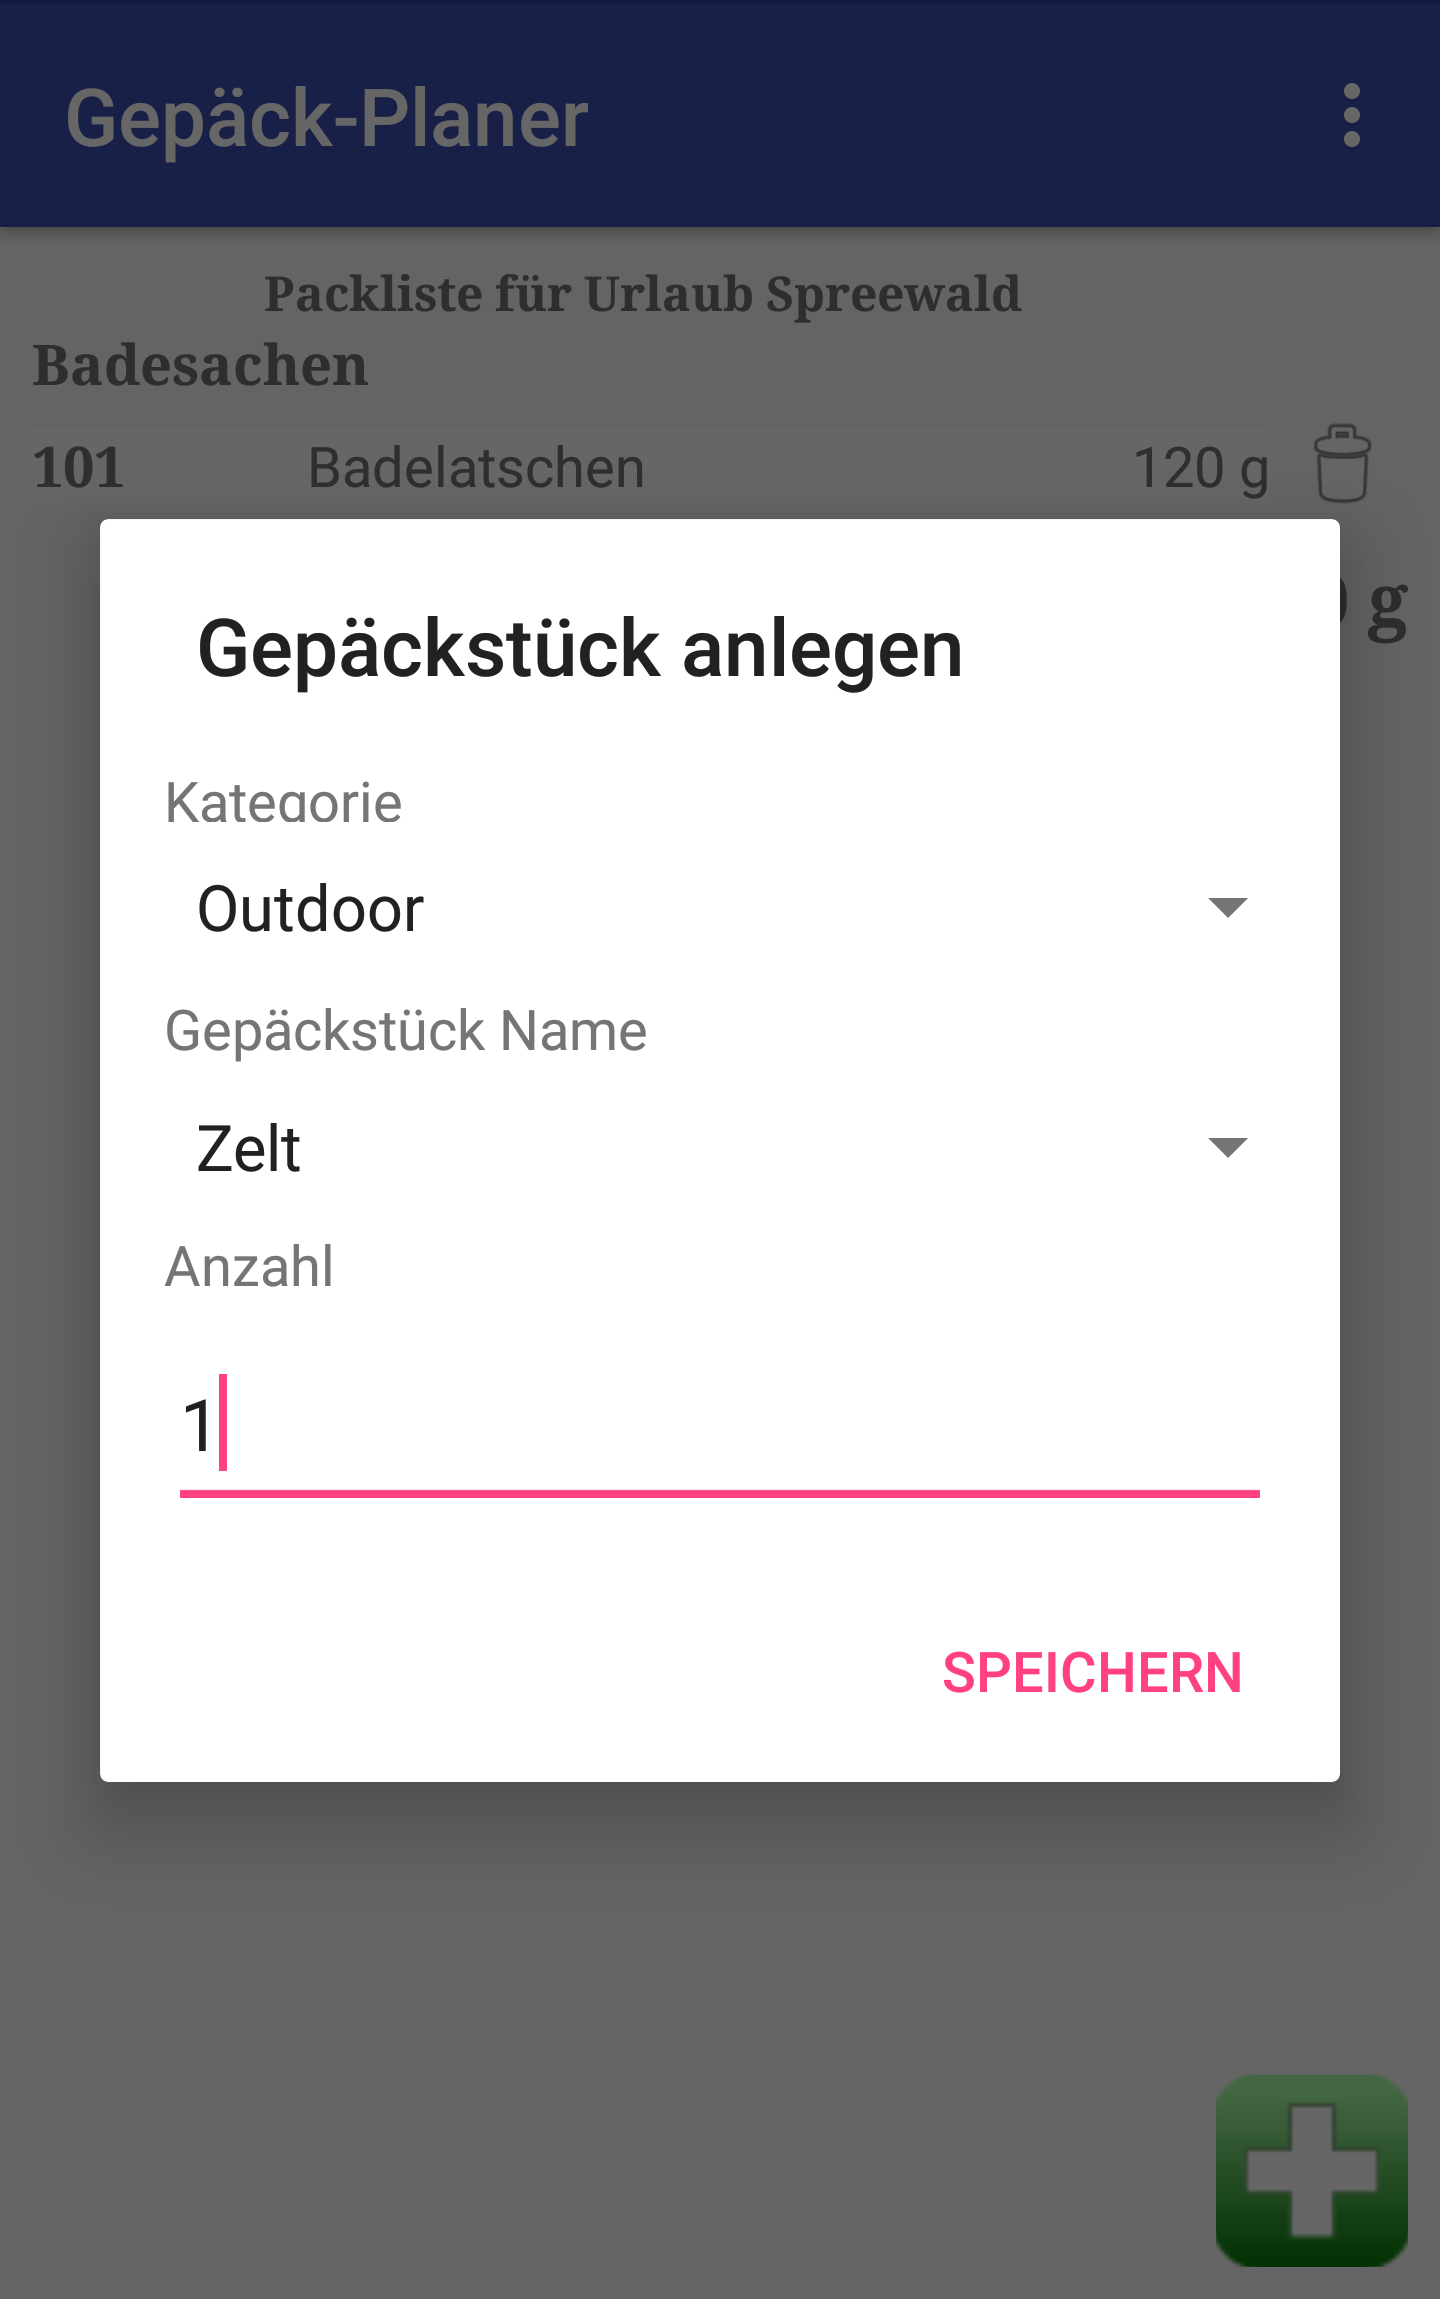 Gepäck-Planer
Packliste für Urlaub Spreewald
Badesachen
101 Badelatschen 120 g
g
Gepäckstück anlegen
Kategorie
Outdoor
Gepäckstück Name
Zelt
Anzahl
1
SPEICHERN